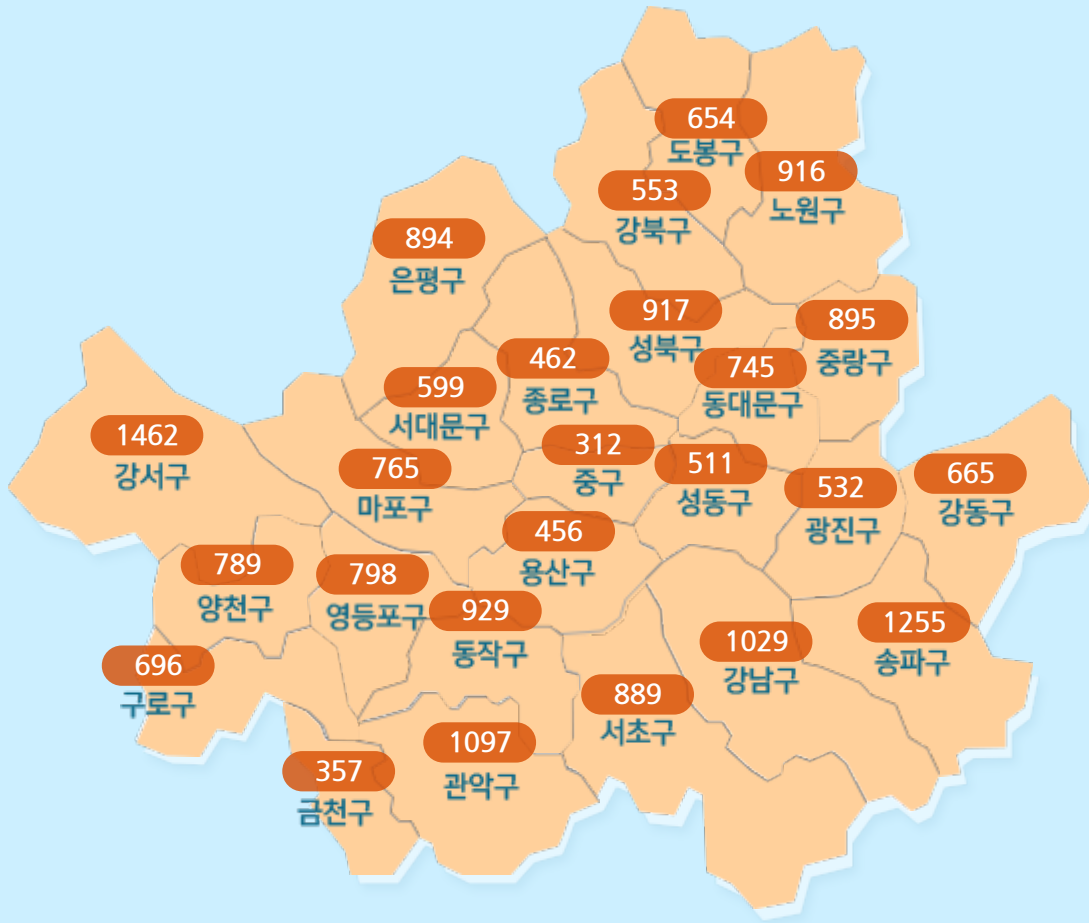 654
도봉구
916
노원구
553
강북구
894
은평구
917
성북구
895
중랑구
462
종로구
745
동대문구
599
서대문구
1462
강서구
312
중구
511
성동구
765
마포구
665
강동구
532
광진구
456
용산구
789
양천구
798
영등포구
929
동작구
1255
송파구
1029
강남구
696
구로구
889
서초구
1097
관악구
357
금천구